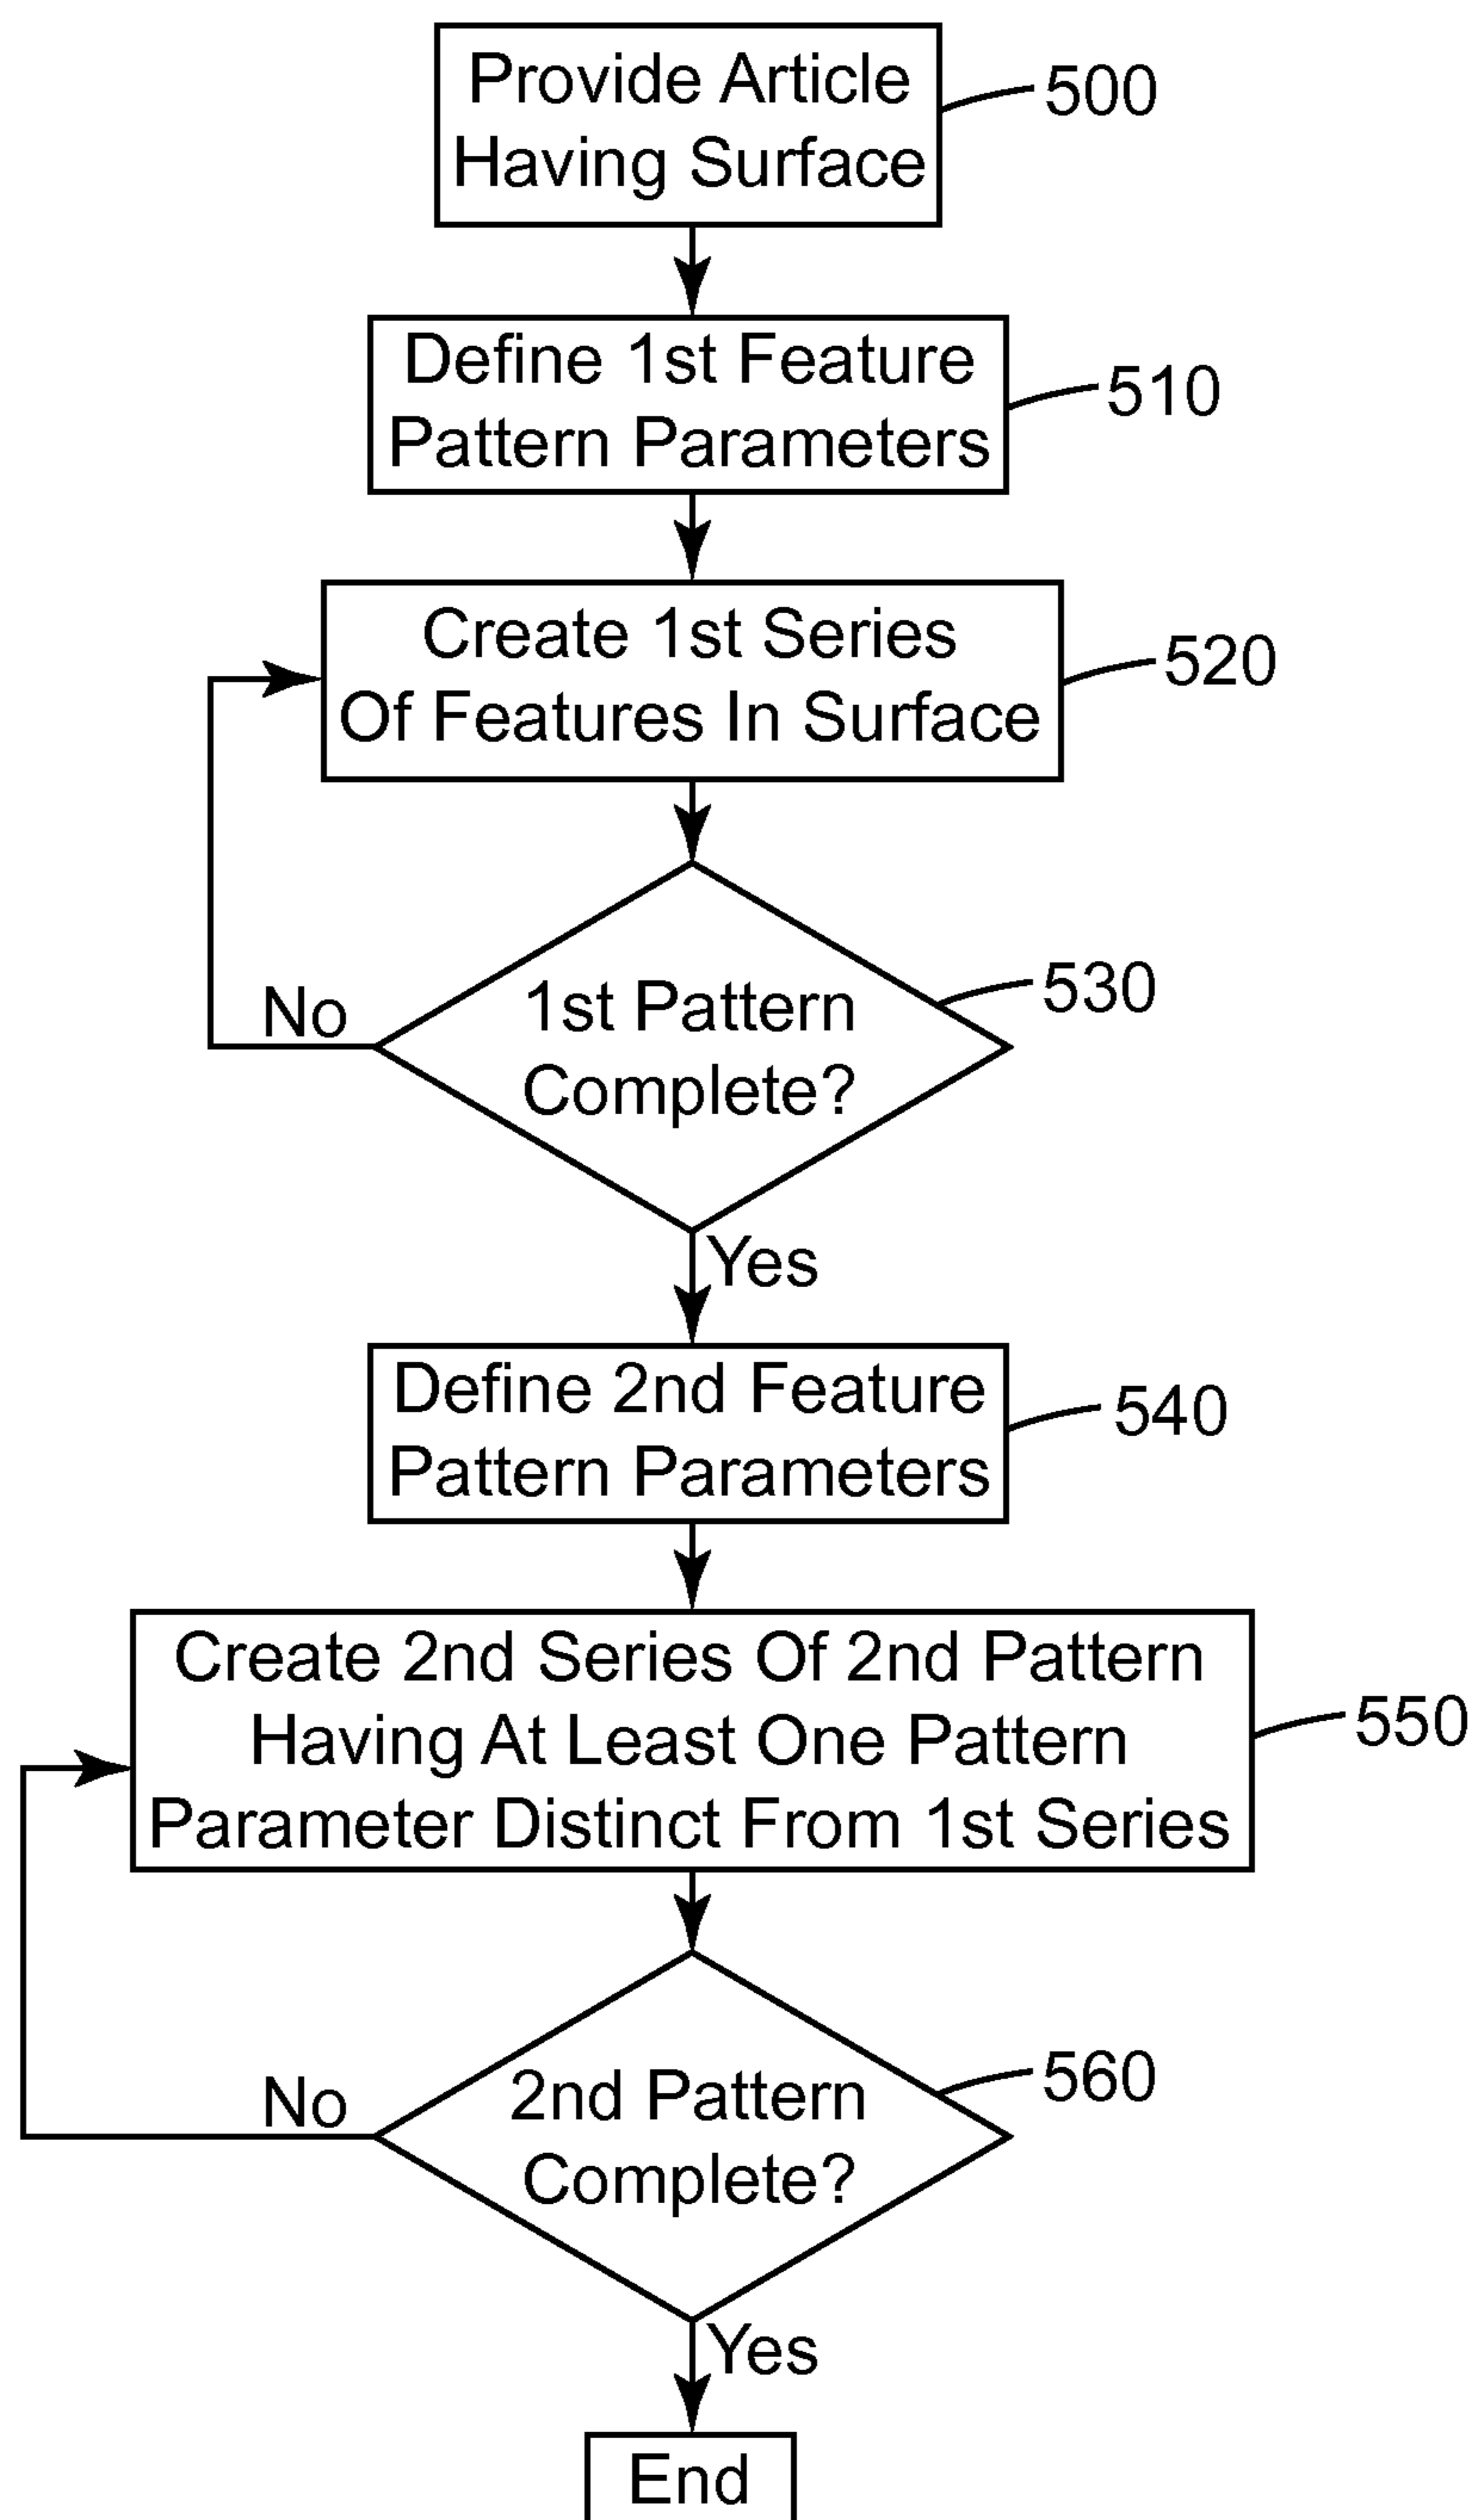 Provide Article
Having Surface
500
Define 1st Feature
Pattern Parameters
510
Create 1st Series
Of Features In Surface
520
1st Pattern
Complete?
530
No
Yes
Define 2nd Feature
Pattern Parameters
540
Create 2nd Series Of 2nd Pattern
Having At Least One Pattern
Parameter Distinct From 1st Series
550
2nd Pattern
Complete?
560
No
Yes
End